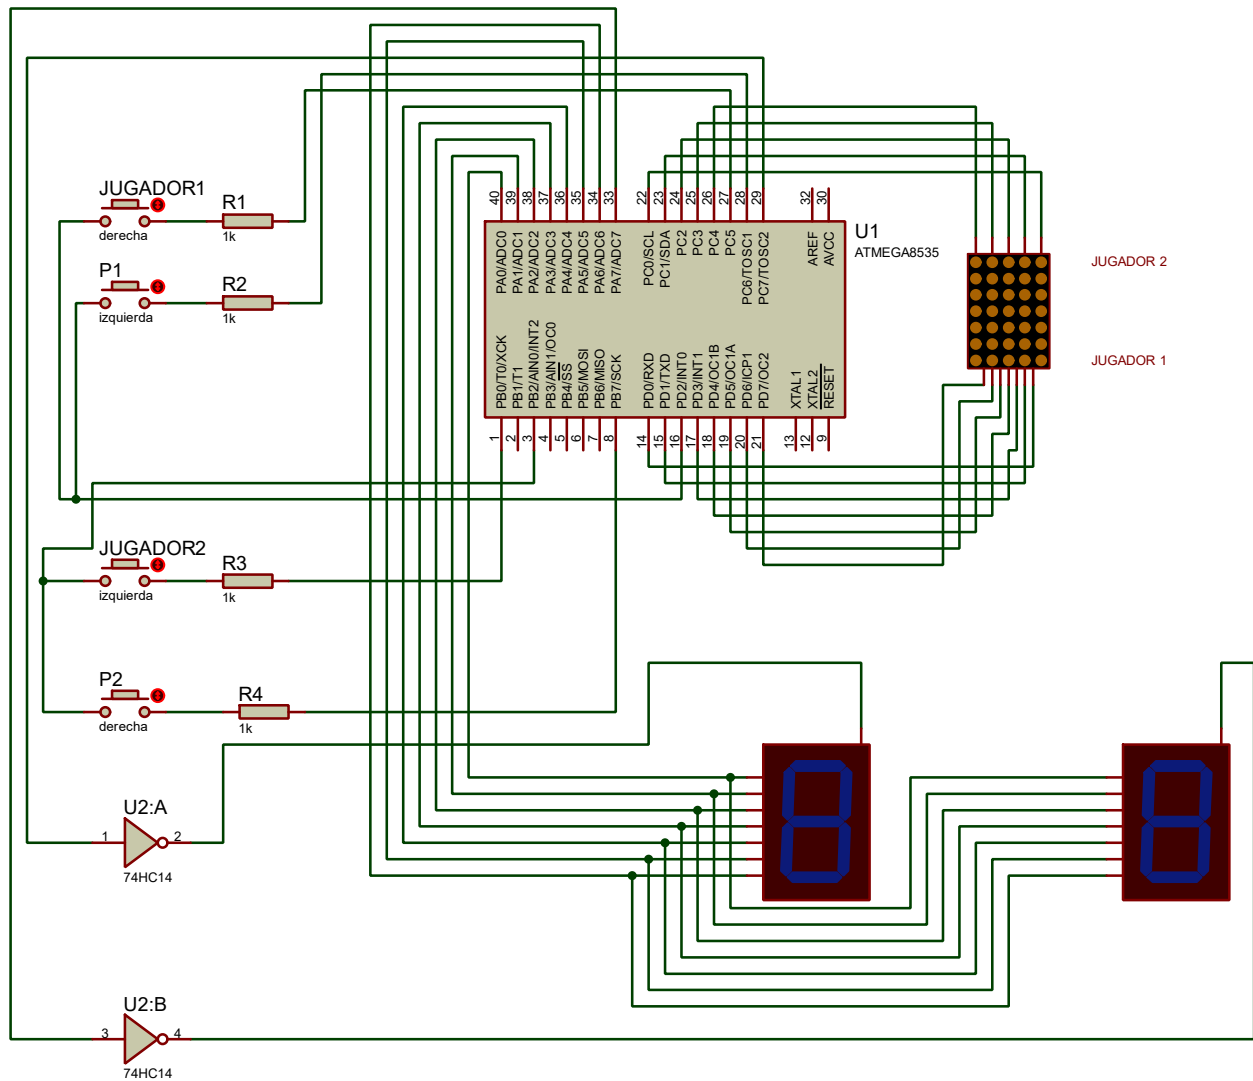 JUGADOR1
derecha
R1
1k
P1
izquierda
R2
1k
40
39
38
37
36
35
34
33
22
23
24
25
26
27
28
29
32
30
PA0/ADC0
PA1/ADC1
PA2/ADC2
PA3/ADC3
PA4/ADC4
PA5/ADC5
PA6/ADC6
PA7/ADC7
PC0/SCL
PC1/SDA
PC2
PC3
PC4
PC5
PC6/TOSC1
PC7/TOSC2
AREF
AVCC
U1
ATMEGA8535
PB0/T0/XCK
PB1/T1
PB2/AIN0/INT2
PB3/AIN1/OC0
PB4/SS
PB5/MOSI
PB6/MISO
PB7/SCK
PD0/RXD
PD1/TXD
PD2/INT0
PD3/INT1
PD4/OC1B
PD5/OC1A
PD6/ICP1
PD7/OC2
XTAL1
XTAL2
RESET
1
2
3
4
5
6
7
8
14
15
16
17
18
19
20
21
13
12
9
JUGADOR 2
JUGADOR 1
JUGADOR2
izquierda
R3
1k
P2
derecha
R4
1k
U2:A
1
2
74HC14
U2:B
3
4
74HC14